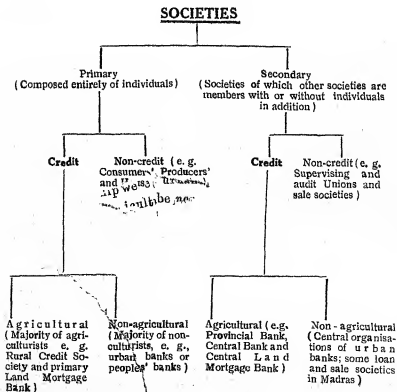 SOCIETIES
Primary
( Composed entirely of individuals )
Secondary
( Societies of which other societies are
members with or without individuals
in addition )
Credit
Non-credit ( e. g.
Consumers' Producers'
and
Credit
Non-credit ( e. g.
Supervising and
audit Unions and
sale societies )
Agricultural
( Majority of agri-
culturists e. g.
Rural Credit So-
ciety and primary
Land Mortgage
Bank )
Non-agricultural
( Majority of non-
culturists, e. g.,
urban banks or
peoples' banks )
Agricultural ( e.g.
Provincial Bank,
Central Bank and
Central Land
Mortgage Bank )
Non - agricultural
( Central organisa-
tions of urban
banks; some loan
and sale societies
in Madras )